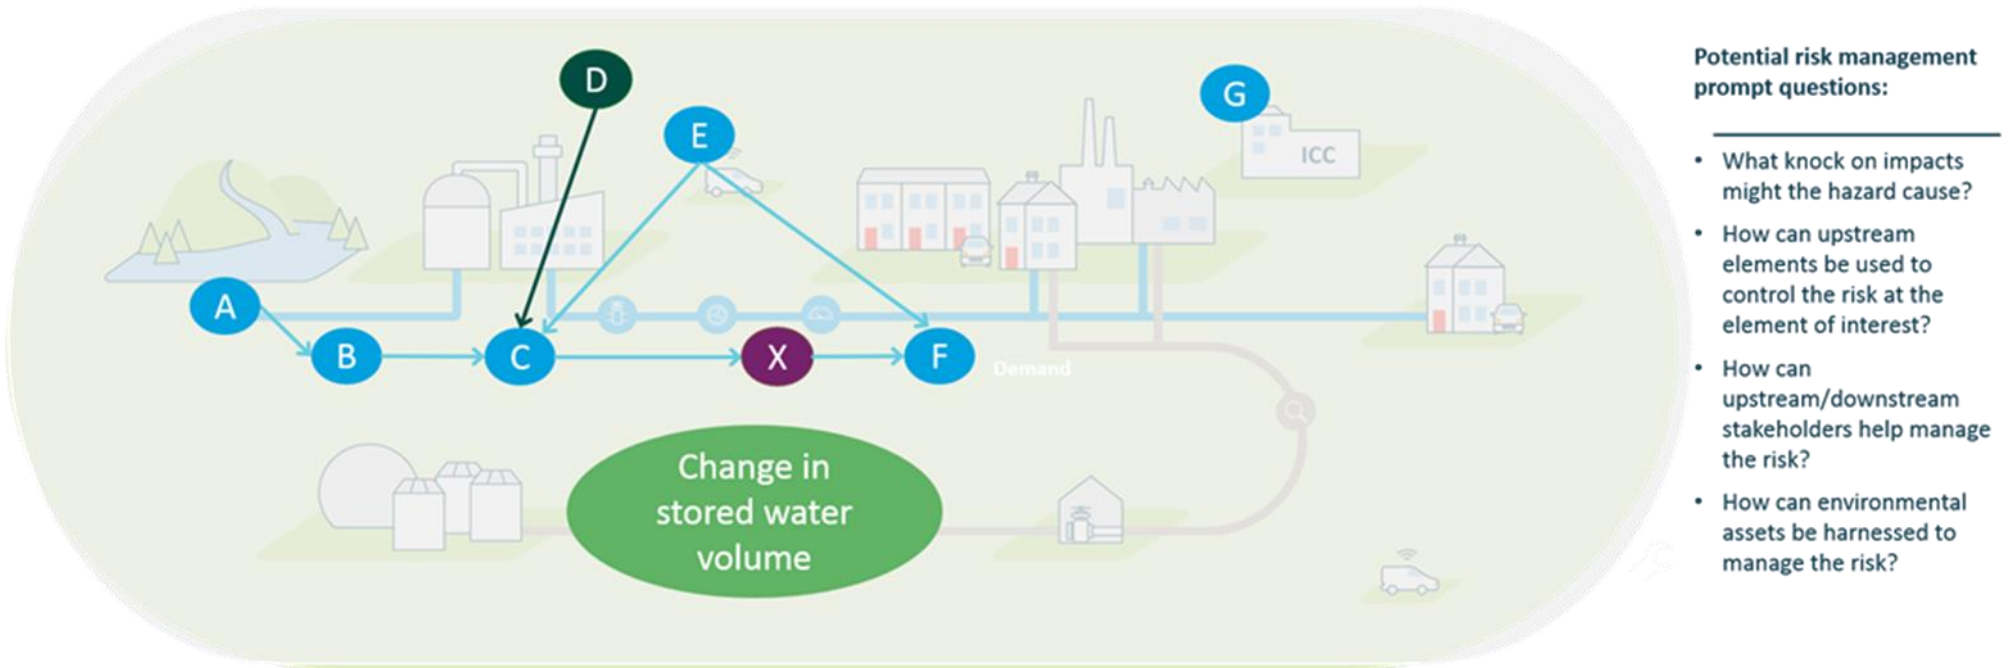 D
E
G
ICC
A
B
C
X
F
Demand
Change in
stored water
volume
Potential risk management
prompt questions:
• What knock on impacts
might the hazard cause?
• How can upstream
elements be used to
control the risk at the
element of interest?
• How can
upstream/downstream
stakeholders help manage
the risk?
• How can environmental
assets be harnessed to
manage the risk?